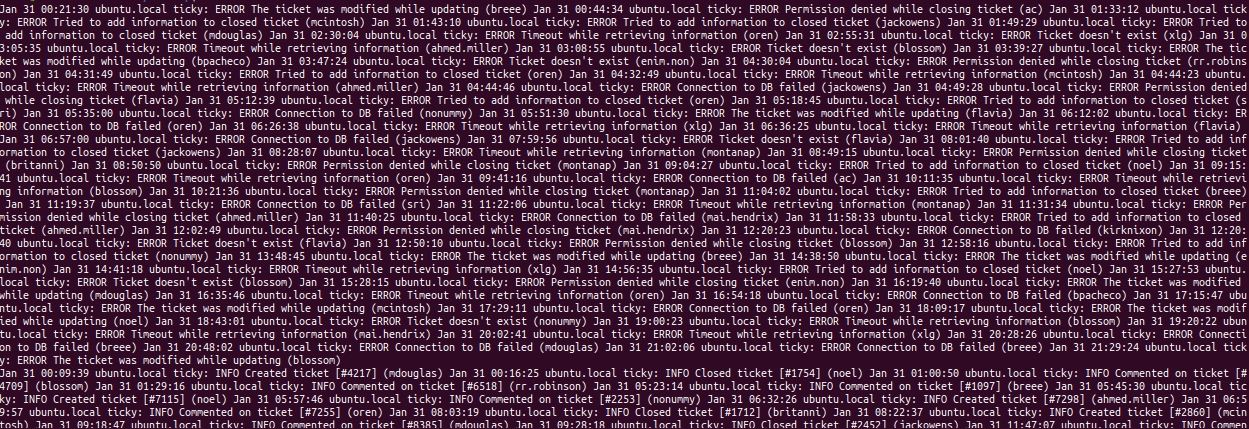 Jan 31 00:21:30 ubuntu.local ticky: ERROR The ticket was modified while updating (breee) Jan 31 00:44:34 ubuntu.local ticky: ERROR Permission denied while closing ticket (ac) Jan 31 01:33:12 ubuntu.local tick
y: ERROR Tried to add information to closed ticket (mcintosh) Jan 31 01:43:10 ubuntu.local ticky: ERROR Tried to add information to closed ticket (jackowens) Jan 31 01:49:29 ubuntu.local ticky: ERROR Tried to
 add information to closed ticket (mdouglas) Jan 31 02:30:04 ubuntu.local ticky: ERROR Timeout while retrieving information (oren) Jan 31 02:55:31 ubuntu.local ticky: ERROR Ticket doesn't exist (xlg) Jan 31 0
3:05:35 ubuntu.local ticky: ERROR Timeout while retrieving information (ahmed.miller) Jan 31 03:08:55 ubuntu.local ticky: ERROR Ticket doesn't exist (blossom) Jan 31 03:39:27 ubuntu.local ticky: ERROR The tic
ket was modified while updating (bpacheco) Jan 31 03:47:24 ubuntu.local ticky: ERROR Ticket doesn't exist (enim.non) Jan 31 04:30:04 ubuntu.local ticky: ERROR Permission denied while closing ticket (rr.robins
on) Jan 31 04:31:49 ubuntu.local ticky: ERROR Tried to add information to closed ticket (oren) Jan 31 04:32:49 ubuntu.local ticky: ERROR Timeout while retrieving information (mcintosh) Jan 31 04:44:23 ubuntu.
local ticky: ERROR Timeout while retrieving information (ahmed.miller) Jan 31 04:44:46 ubuntu.local ticky: ERROR Connection to DB failed (jackowens) Jan 31 04:49:28 ubuntu.local ticky: ERROR Permission denied
 while closing ticket (flavia) Jan 31 05:12:39 ubuntu.local ticky: ERROR Tried to add information to closed ticket (oren) Jan 31 05:18:45 ubuntu.local ticky: ERROR Tried to add information to closed ticket (s
ri) Jan 31 05:35:00 ubuntu.local ticky: ERROR Connection to DB failed (nonummy) Jan 31 05:51:30 ubuntu.local ticky: ERROR The ticket was modified while updating (flavia) Jan 31 06:12:02 ubuntu.local ticky: ER
ROR Connection to DB failed (oren) Jan 31 06:26:38 ubuntu.local ticky: ERROR Timeout while retrieving information (xlg) Jan 31 06:36:25 ubuntu.local ticky: ERROR Timeout while retrieving information (flavia)
Jan 31 06:57:00 ubuntu.local ticky: ERROR Connection to DB failed (jackowens) Jan 31 07:59:56 ubuntu.local ticky: ERROR Ticket doesn't exist (flavia) Jan 31 08:01:40 ubuntu.local ticky: ERROR Tried to add inf
ormation to closed ticket (jackowens) Jan 31 08:28:07 ubuntu.local ticky: ERROR Timeout while retrieving information (montanap) Jan 31 08:49:15 ubuntu.local ticky: ERROR Permission denied while closing ticket
 (britanni) Jan 31 08:50:50 ubuntu.local ticky: ERROR Permission denied while closing ticket (montanap) Jan 31 09:04:27 ubuntu.local ticky: ERROR Tried to add information to closed ticket (noel) Jan 31 09:15:
41 ubuntu.local ticky: ERROR Timeout while retrieving information (oren) Jan 31 09:41:16 ubuntu.local ticky: ERROR Connection to DB failed (ac) Jan 31 10:11:35 ubuntu.local ticky: ERROR Timeout while retrievi
ng information (blossom) Jan 31 10:21:36 ubuntu.local ticky: ERROR Permission denied while closing ticket (montanap) Jan 31 11:04:02 ubuntu.local ticky: ERROR Tried to add information to closed ticket (breee)
 Jan 31 11:19:37 ubuntu.local ticky: ERROR Connection to DB failed (sri) Jan 31 11:22:06 ubuntu.local ticky: ERROR Timeout while retrieving information (montanap) Jan 31 11:31:34 ubuntu.local ticky: ERROR Per
mission denied while closing ticket (ahmed.miller) Jan 31 11:40:25 ubuntu.local ticky: ERROR Connection to DB failed (mai.hendrix) Jan 31 11:58:33 ubuntu.local ticky: ERROR Tried to add information to closed
ticket (ahmed.miller) Jan 31 12:02:49 ubuntu.local ticky: ERROR Permission denied while closing ticket (mai.hendrix) Jan 31 12:20:23 ubuntu.local ticky: ERROR Connection to DB failed (kirknixon) Jan 31 12:20:
40 ubuntu.local ticky: ERROR Ticket doesn't exist (flavia) Jan 31 12:50:10 ubuntu.local ticky: ERROR Permission denied while closing ticket (blossom) Jan 31 12:58:16 ubuntu.local ticky: ERROR Tried to add inf
ormation to closed ticket (nonummy) Jan 31 13:48:45 ubuntu.local ticky: ERROR The ticket was modified while updating (breee) Jan 31 14:38:50 ubuntu.local ticky: ERROR The ticket was modified while updating (e
nim.non) Jan 31 14:41:18 ubuntu.local ticky: ERROR Timeout while retrieving information (xlg) Jan 31 14:56:35 ubuntu.local ticky: ERROR Tried to add information to closed ticket (noel) Jan 31 15:27:53 ubuntu.
local ticky: ERROR Ticket doesn't exist (blossom) Jan 31 15:28:15 ubuntu.local ticky: ERROR Permission denied while closing ticket (enim.non) Jan 31 16:19:40 ubuntu.local ticky: ERROR The ticket was modified
while updating (mdouglas) Jan 31 16:35:46 ubuntu.local ticky: ERROR Timeout while retrieving information (oren) Jan 31 16:54:18 ubuntu.local ticky: ERROR Connection to DB failed (bpacheco) Jan 31 17:15:47 ubu
ntu.local ticky: ERROR The ticket was modified while updating (mcintosh) Jan 31 17:29:11 ubuntu.local ticky: ERROR Connection to DB failed (oren) Jan 31 18:09:17 ubuntu.local ticky: ERROR The ticket was modif
ied while updating (noel) Jan 31 18:43:01 ubuntu.local ticky: ERROR Ticket doesn't exist (nonummy) Jan 31 19:00:23 ubuntu.local ticky: ERROR Timeout while retrieving information (blossom) Jan 31 19:20:22 ubun
tu.local ticky: ERROR Timeout while retrieving information (mai.hendrix) Jan 31 20:02:41 ubuntu.local ticky: ERROR Timeout while retrieving information (xlg) Jan 31 20:28:26 ubuntu.local ticky: ERROR Connecti
on to DB failed (breee) Jan 31 20:48:02 ubuntu.local ticky: ERROR Connection to DB failed (mdouglas) Jan 31 21:02:06 ubuntu.local ticky: ERROR Connection to DB failed (breee) Jan 31 21:29:24 ubuntu.local tick
y: ERROR The ticket was modified while updating (blossom)
Jan 31 00:09:39 ubuntu.local ticky: INFO Created ticket [#4217] (mdouglas) Jan 31 00:16:25 ubuntu.local ticky: INFO Closed ticket [#1754] (noel) Jan 31 01:00:50 ubuntu.local ticky: INFO Commented on ticket [#
4709] (blossom) Jan 31 01:29:16 ubuntu.local ticky: INFO Commented on ticket [#6518] (rr.robinson) Jan 31 05:23:14 ubuntu.local ticky: INFO Commented on ticket [#1097] (breee) Jan 31 05:45:30 ubuntu.local tic
ky: INFO Created ticket [#7115] (noel) Jan 31 05:57:46 ubuntu.local ticky: INFO Commented on ticket [#2253] (nonummy) Jan 31 06:32:26 ubuntu.local ticky: INFO Created ticket [#7298] (ahmed.miller) Jan 31 06:5
9:57 ubuntu.local ticky: INFO Commented on ticket [#7255] (oren) Jan 31 08:03:19 ubuntu.local ticky: INFO Closed ticket [#1712] (britanni) Jan 31 08:22:37 ubuntu.local ticky: INFO Created ticket [#2860] (mcin
tosh) Jan 31 09:18:47 ubuntu.local ticky: INFO Commented on ticket [#8385] (mdouglas) Jan 31 09:28:18 ubuntu.local ticky: INFO Closed ticket [#2452] (jackowens) Jan 31 11:47:07 ubuntu.local ticky: INFO Commen